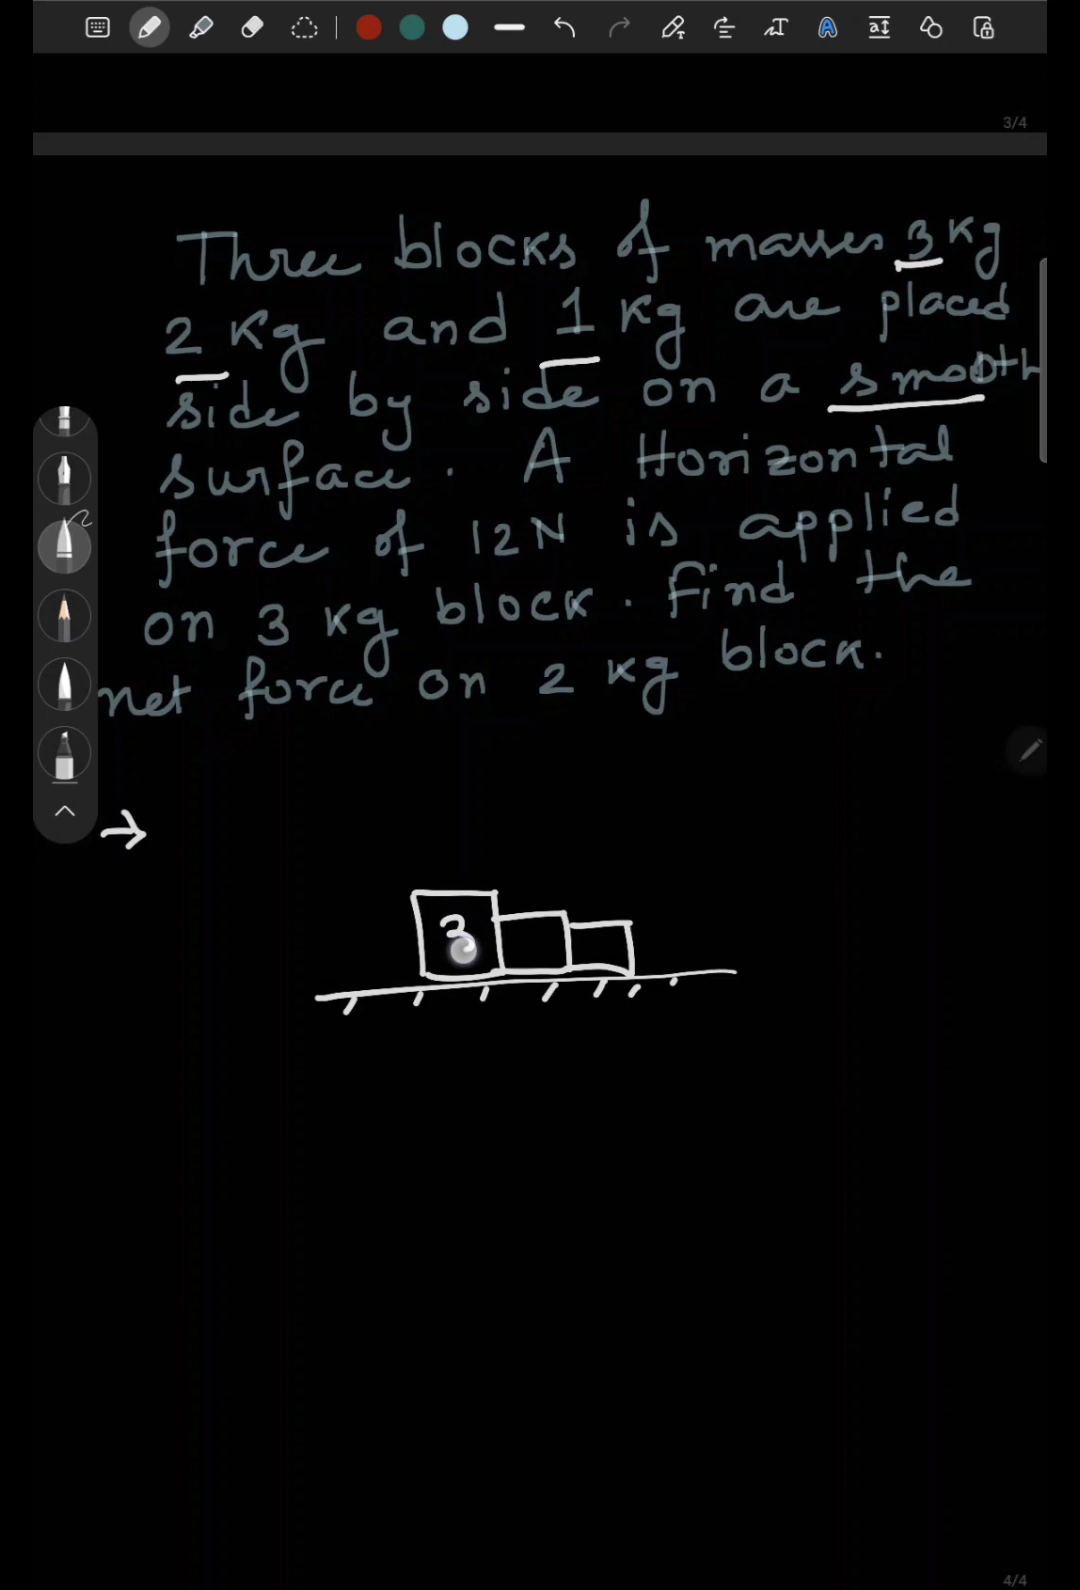 3/4
Three blocks of masses 3 Kg
2 Kg and 1 Kg are placed
side by side on a smooth
surface. A Horizontal
force of 12 N is applied
on 3 Kg block. Find the
net force on 2 Kg block.
→
3
4/4